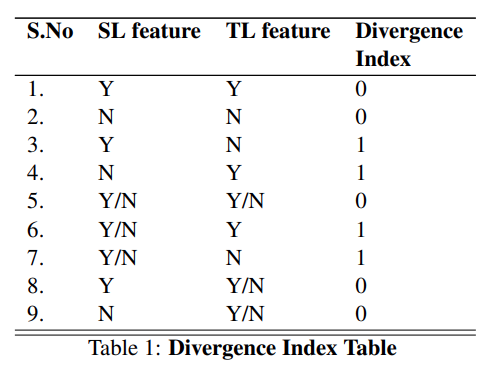 S.No SL feature TL feature Divergence
Index
1. Y Y 0
2. N N 0
3. Y N 1
4. N Y 1
5. Y/N Y/N 0
6. Y/N Y 1
7. Y/N N 1
8. Y Y/N 0
9. N Y/N 0
Table 1: Divergence Index Table